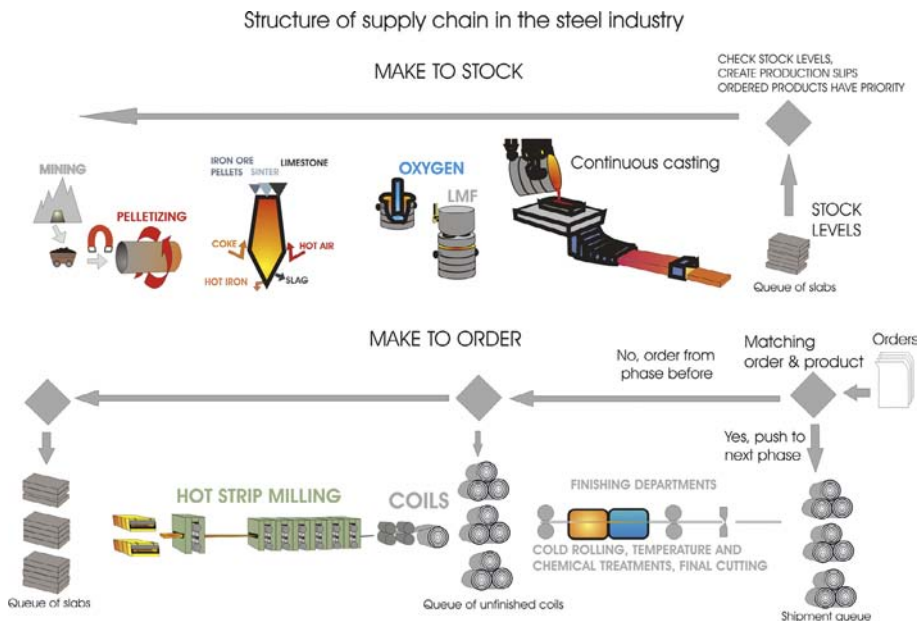 Structure of supply chain in the steel industry
MAKE TO STOCK
CHECK STOCK LEVELS,
CREATE PRODUCTION SLIPS
ORDERED PRODUCTS HAVE PRIORITY
MINING
PELLETIZING
IRON ORE
PELLETS
SINTER
LIMESTONE
COKE
HOT AIR
HOT IRON
SLAG
OXYGEN
LMF
Continuous casting
STOCK
LEVELS
Queue of slabs
MAKE TO ORDER
No, order from
phase before
Matching
order & product
Orders
Yes, push to
next phase
HOT STRIP MILLING
COILS
FINISHING DEPARTMENTS
COLD ROLLING, TEMPERATURE AND
CHEMICAL TREATMENTS, FINAL CUTTING
Queue of slabs
Queue of unfinished coils
Shipment queue